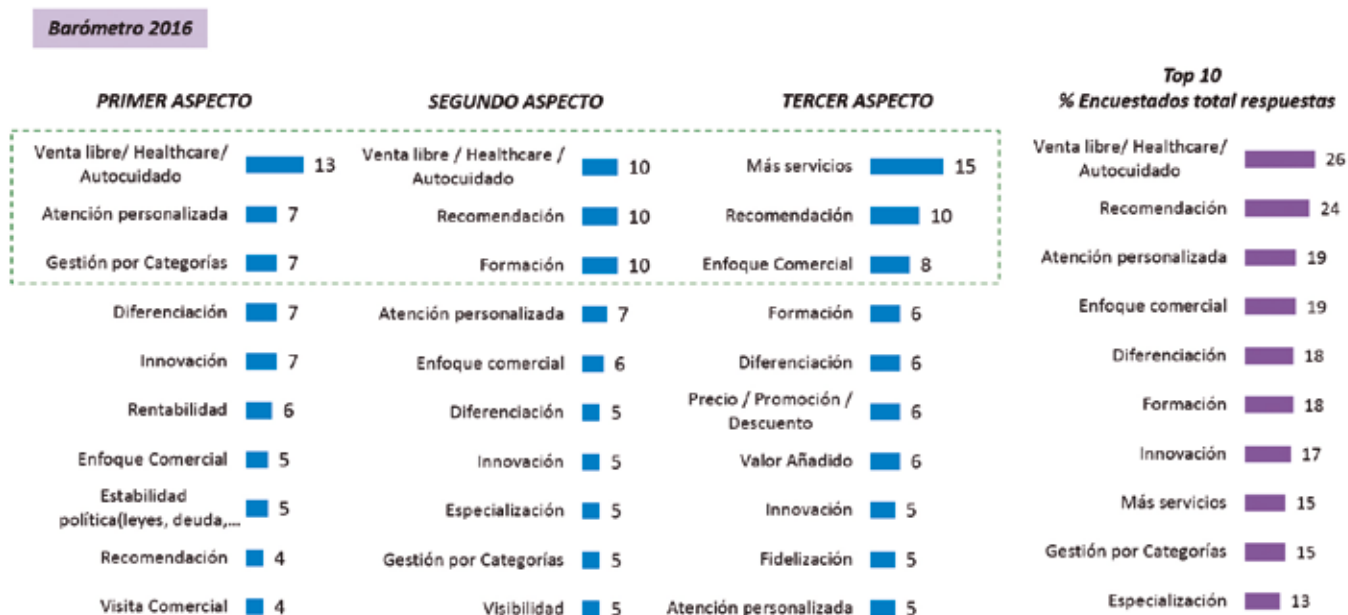 Barómetro 2016
PRIMER ASPECTO
Venta libre/ Healthcare/
Autocuidado
13
Atención personalizada
7
Gestión por Categorías
7
Diferenciación
7
Innovación
7
Rentabilidad
6
Enfoque Comercial
5
Estabilidad
política(leyes, deuda,...
5
Recomendación
4
Visita Comercial
4
SEGUNDO ASPECTO
Venta libre / Healthcare /
Autocuidado
10
Recomendación
10
Formación
10
Atención personalizada
7
Enfoque comercial
6
Diferenciación
5
Innovación
5
Especialización
5
Gestión por Categorías
5
Visibilidad
5
TERCER ASPECTO
Más servicios
15
Recomendación
10
Enfoque Comercial
8
Formación
6
Diferenciación
6
Precio / Promoción /
Descuento
6
Valor Añadido
6
Innovación
5
Fidelización
5
Atención personalizada
5
Top 10
% Encuestados total respuestas
Venta libre/ Healthcare/
Autocuidado
26
Recomendación
24
Atención personalizada
19
Enfoque comercial
19
Diferenciación
18
Formación
18
Innovación
17
Más servicios
15
Gestión por Categorías
15
Especialización
13